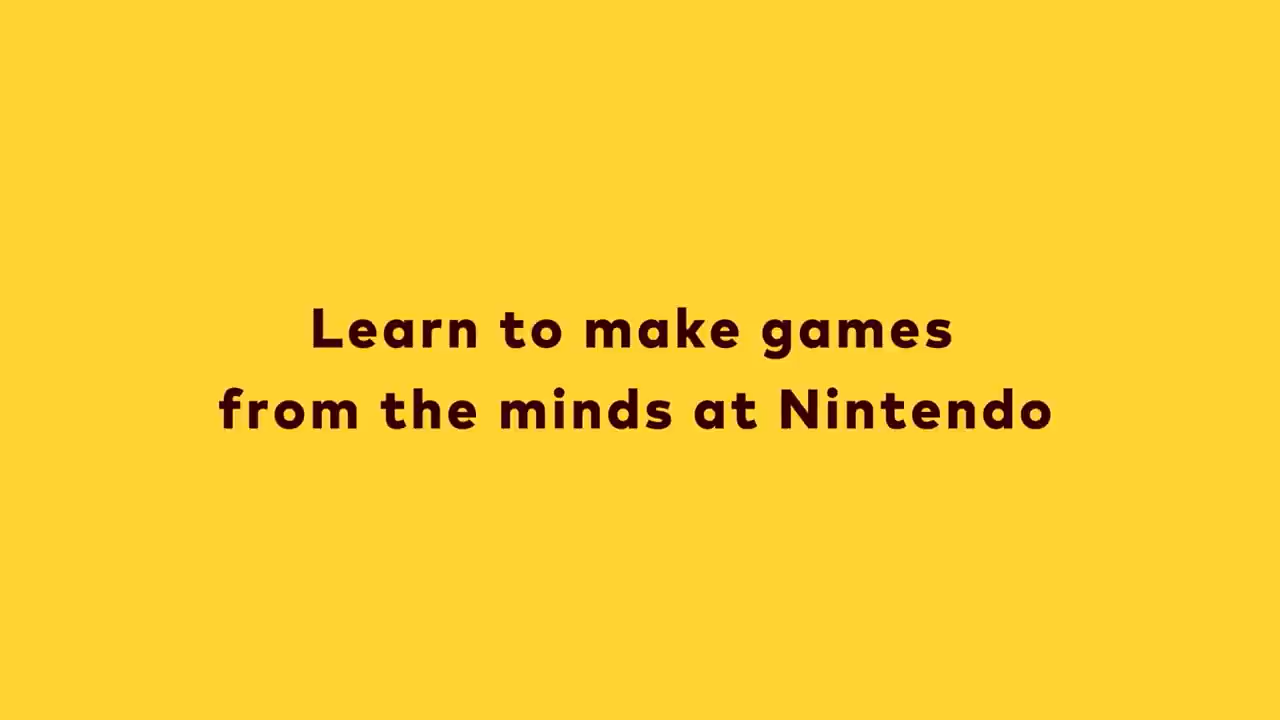 Learn to make games
from the minds at Nintendo